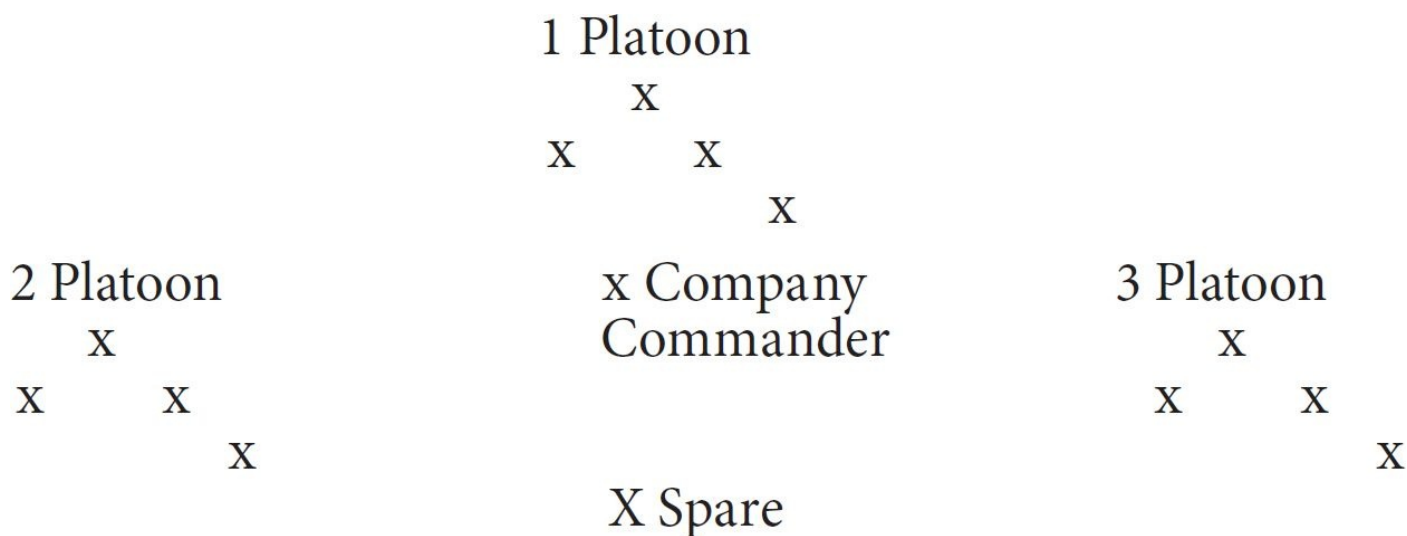 1 Platoon
x
x x
x
2 Platoon
x
x x
x
x Company
Commander
3 Platoon
x
x x
x
X Spare